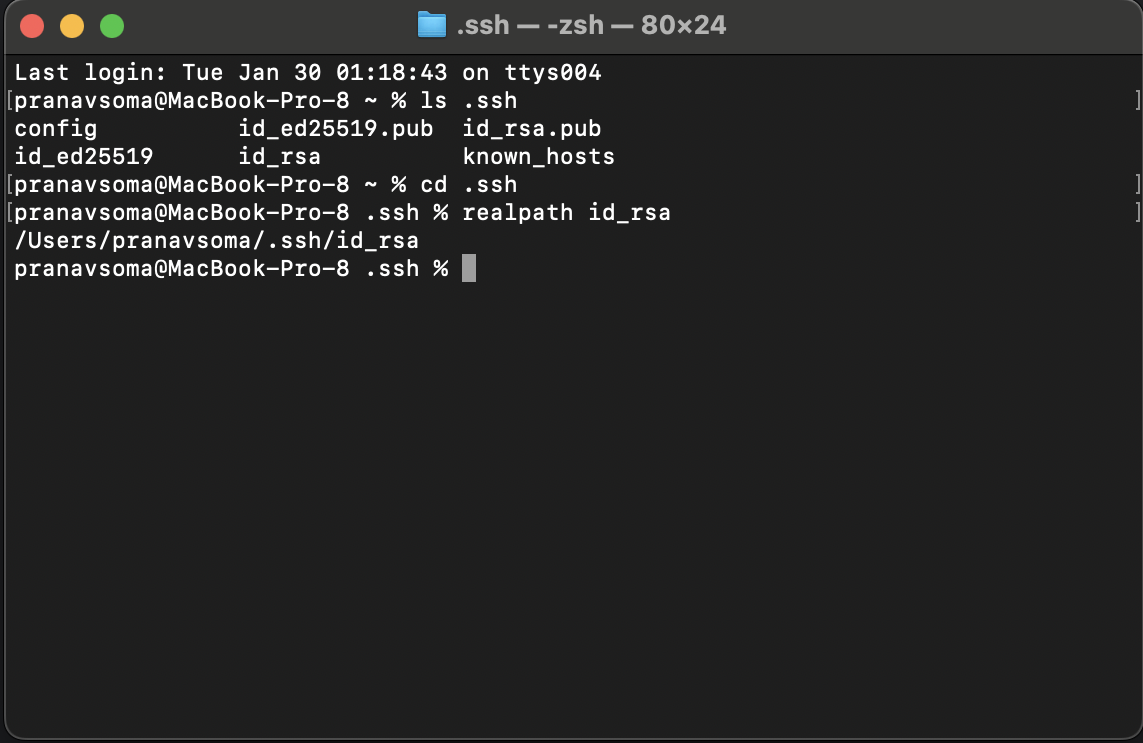 .ssh — -zsh — 80×24
Last login: Tue Jan 30 01:18:43 on ttys004
[pranavsoma@MacBook-Pro-8 ~ % ls .ssh ]
config id_ed25519.pub id_rsa.pub
id_ed25519 id_rsa known_hosts
[pranavsoma@MacBook-Pro-8 ~ % cd .ssh ]
[pranavsoma@MacBook-Pro-8 .ssh % realpath id_rsa ]
/Users/pranavsoma/.ssh/id_rsa
pranavsoma@MacBook-Pro-8 .ssh %